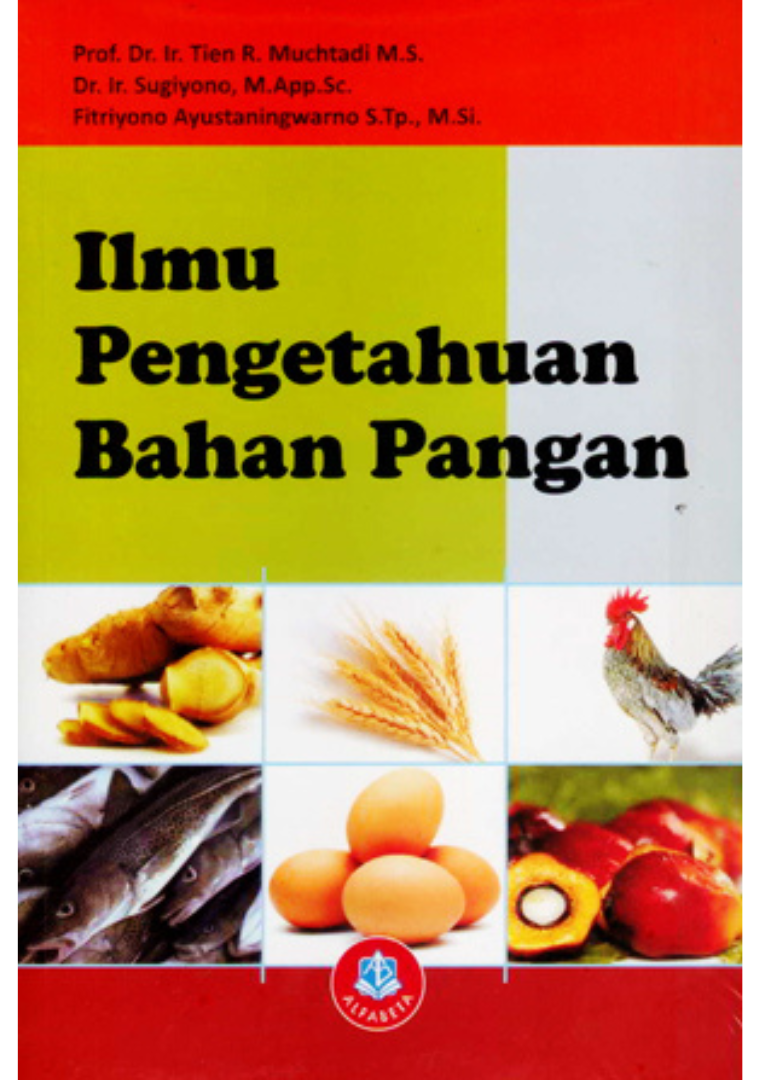 Prof. Dr. Ir. Tien R. Muchtadi M.S.
Dr. Ir. Sugiyono, M.App.Sc.
Fitriyono Ayustaningwarno S.Tp., M.Si.
Ilmu
Pengetahuan
Bahan Pangan
AB
ALFABETA